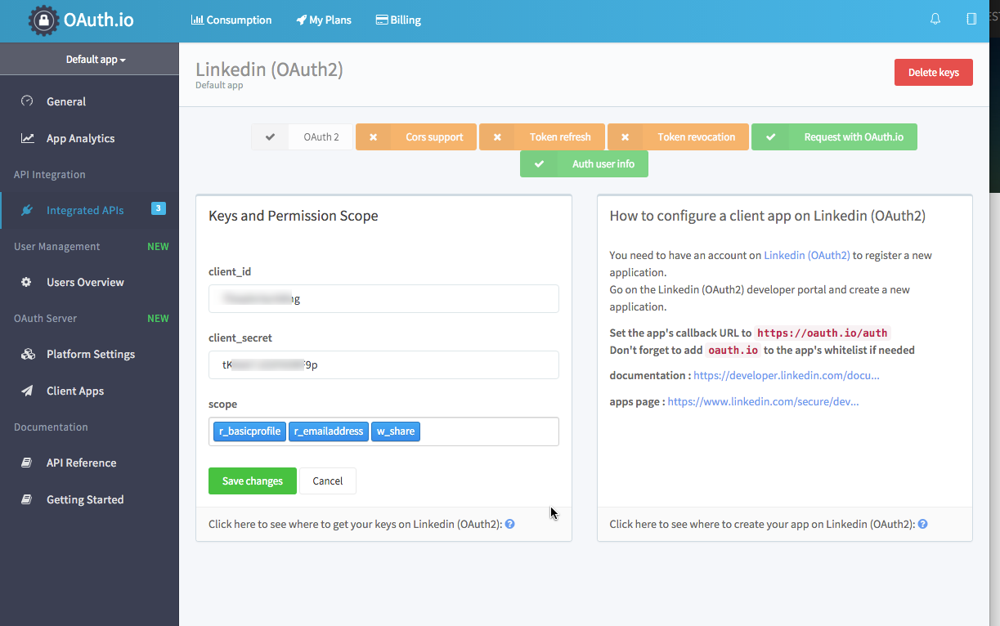 OAuth.io
Consumption
My Plans
Billing
Default app
General
App Analytics
API Integration
Integrated APIs
3
User Management
NEW
Users Overview
OAuth Server
NEW
Platform Settings
Client Apps
Documentation
API Reference
Getting Started
Linkedin (OAuth2)
Default app
Delete keys
OAuth 2
Cors support
Token refresh
Token revocation
Request with OAuth.io
Auth user info
Keys and Permission Scope
client_id
client_secret
scope
r_basicprofile
r_emailaddress
w_share
Save changes
Cancel
Click here to see where to get your keys on Linkedin (OAuth2):
How to configure a client app on Linkedin (OAuth2)
You need to have an account on Linkedin (OAuth2) to register a new
application.
Go on the Linkedin (OAuth2) developer portal and create a new
application.
Set the app's callback URL to https://oauth.io/auth
Don't forget to add oauth.io to the app's whitelist if needed
documentation : https://developer.linkedin.com/docu...
apps page : https://www.linkedin.com/secure/dev...
Click here to see where to create your app on Linkedin (OAuth2):